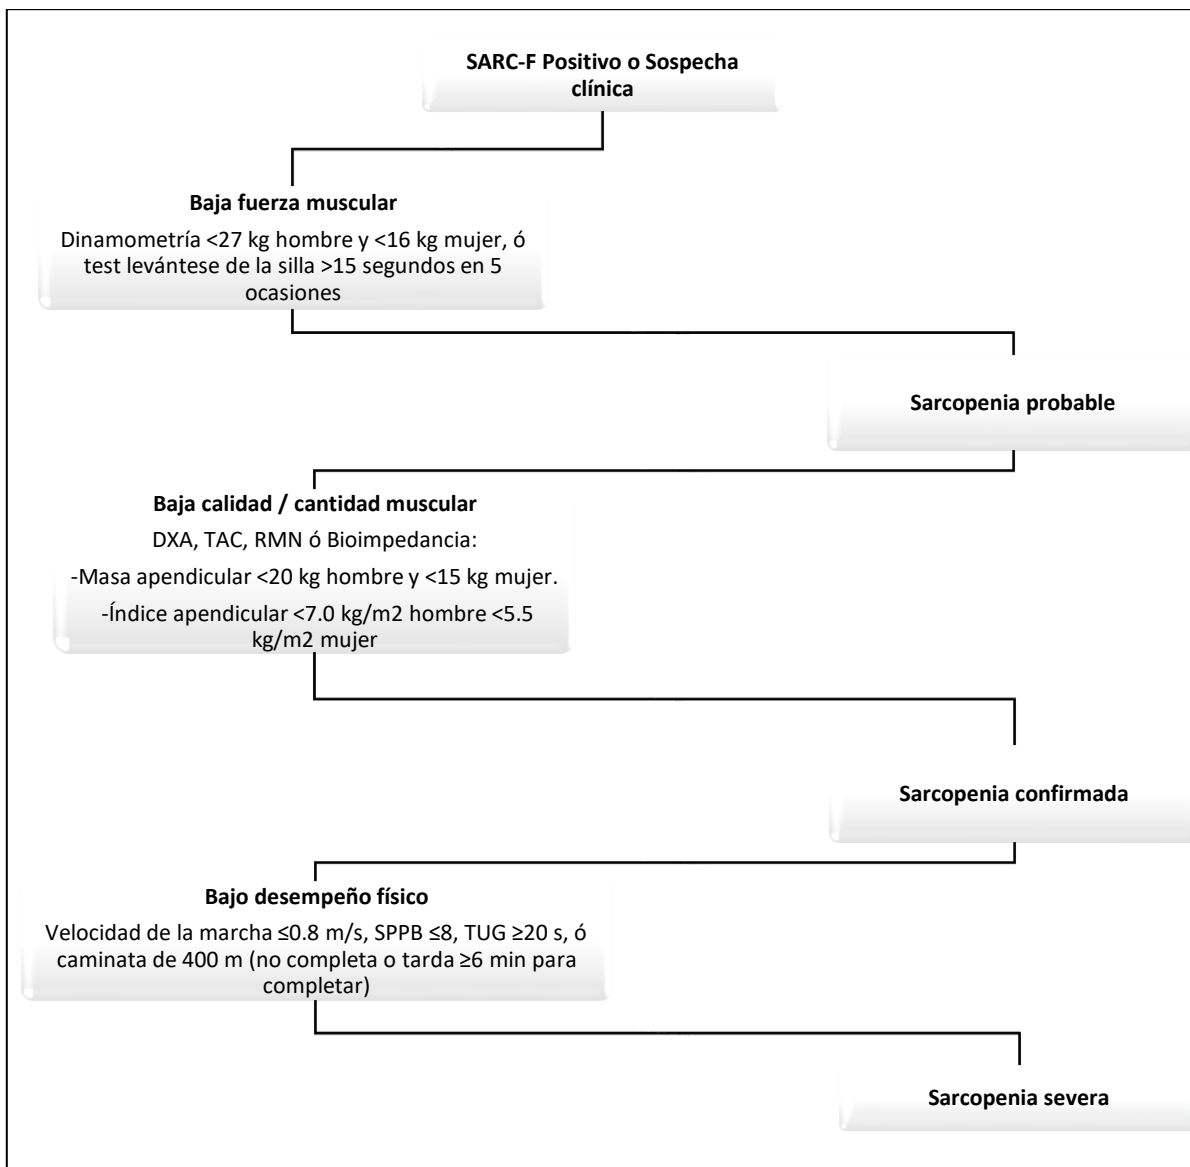 SARC-F Positivo o Sospecha
clínica
Baja fuerza muscular
Dinamometría <27 kg hombre y <16 kg mujer, ó
test levántese de la silla >15 segundos en 5
ocasiones
Sarcopenia probable
Baja calidad / cantidad muscular
DXA, TAC, RMN ó Bioimpedancia:
-Masa apendicular <20 kg hombre y <15 kg mujer.
-Índice apendicular <7.0 kg/m2 hombre <5.5
kg/m2 mujer
Sarcopenia confirmada
Bajo desempeño físico
Velocidad de la marcha ≤0.8 m/s, SPPB ≤8, TUG ≥20 s, ó
caminata de 400 m (no completa o tarda ≥6 min para
completar)
Sarcopenia severa